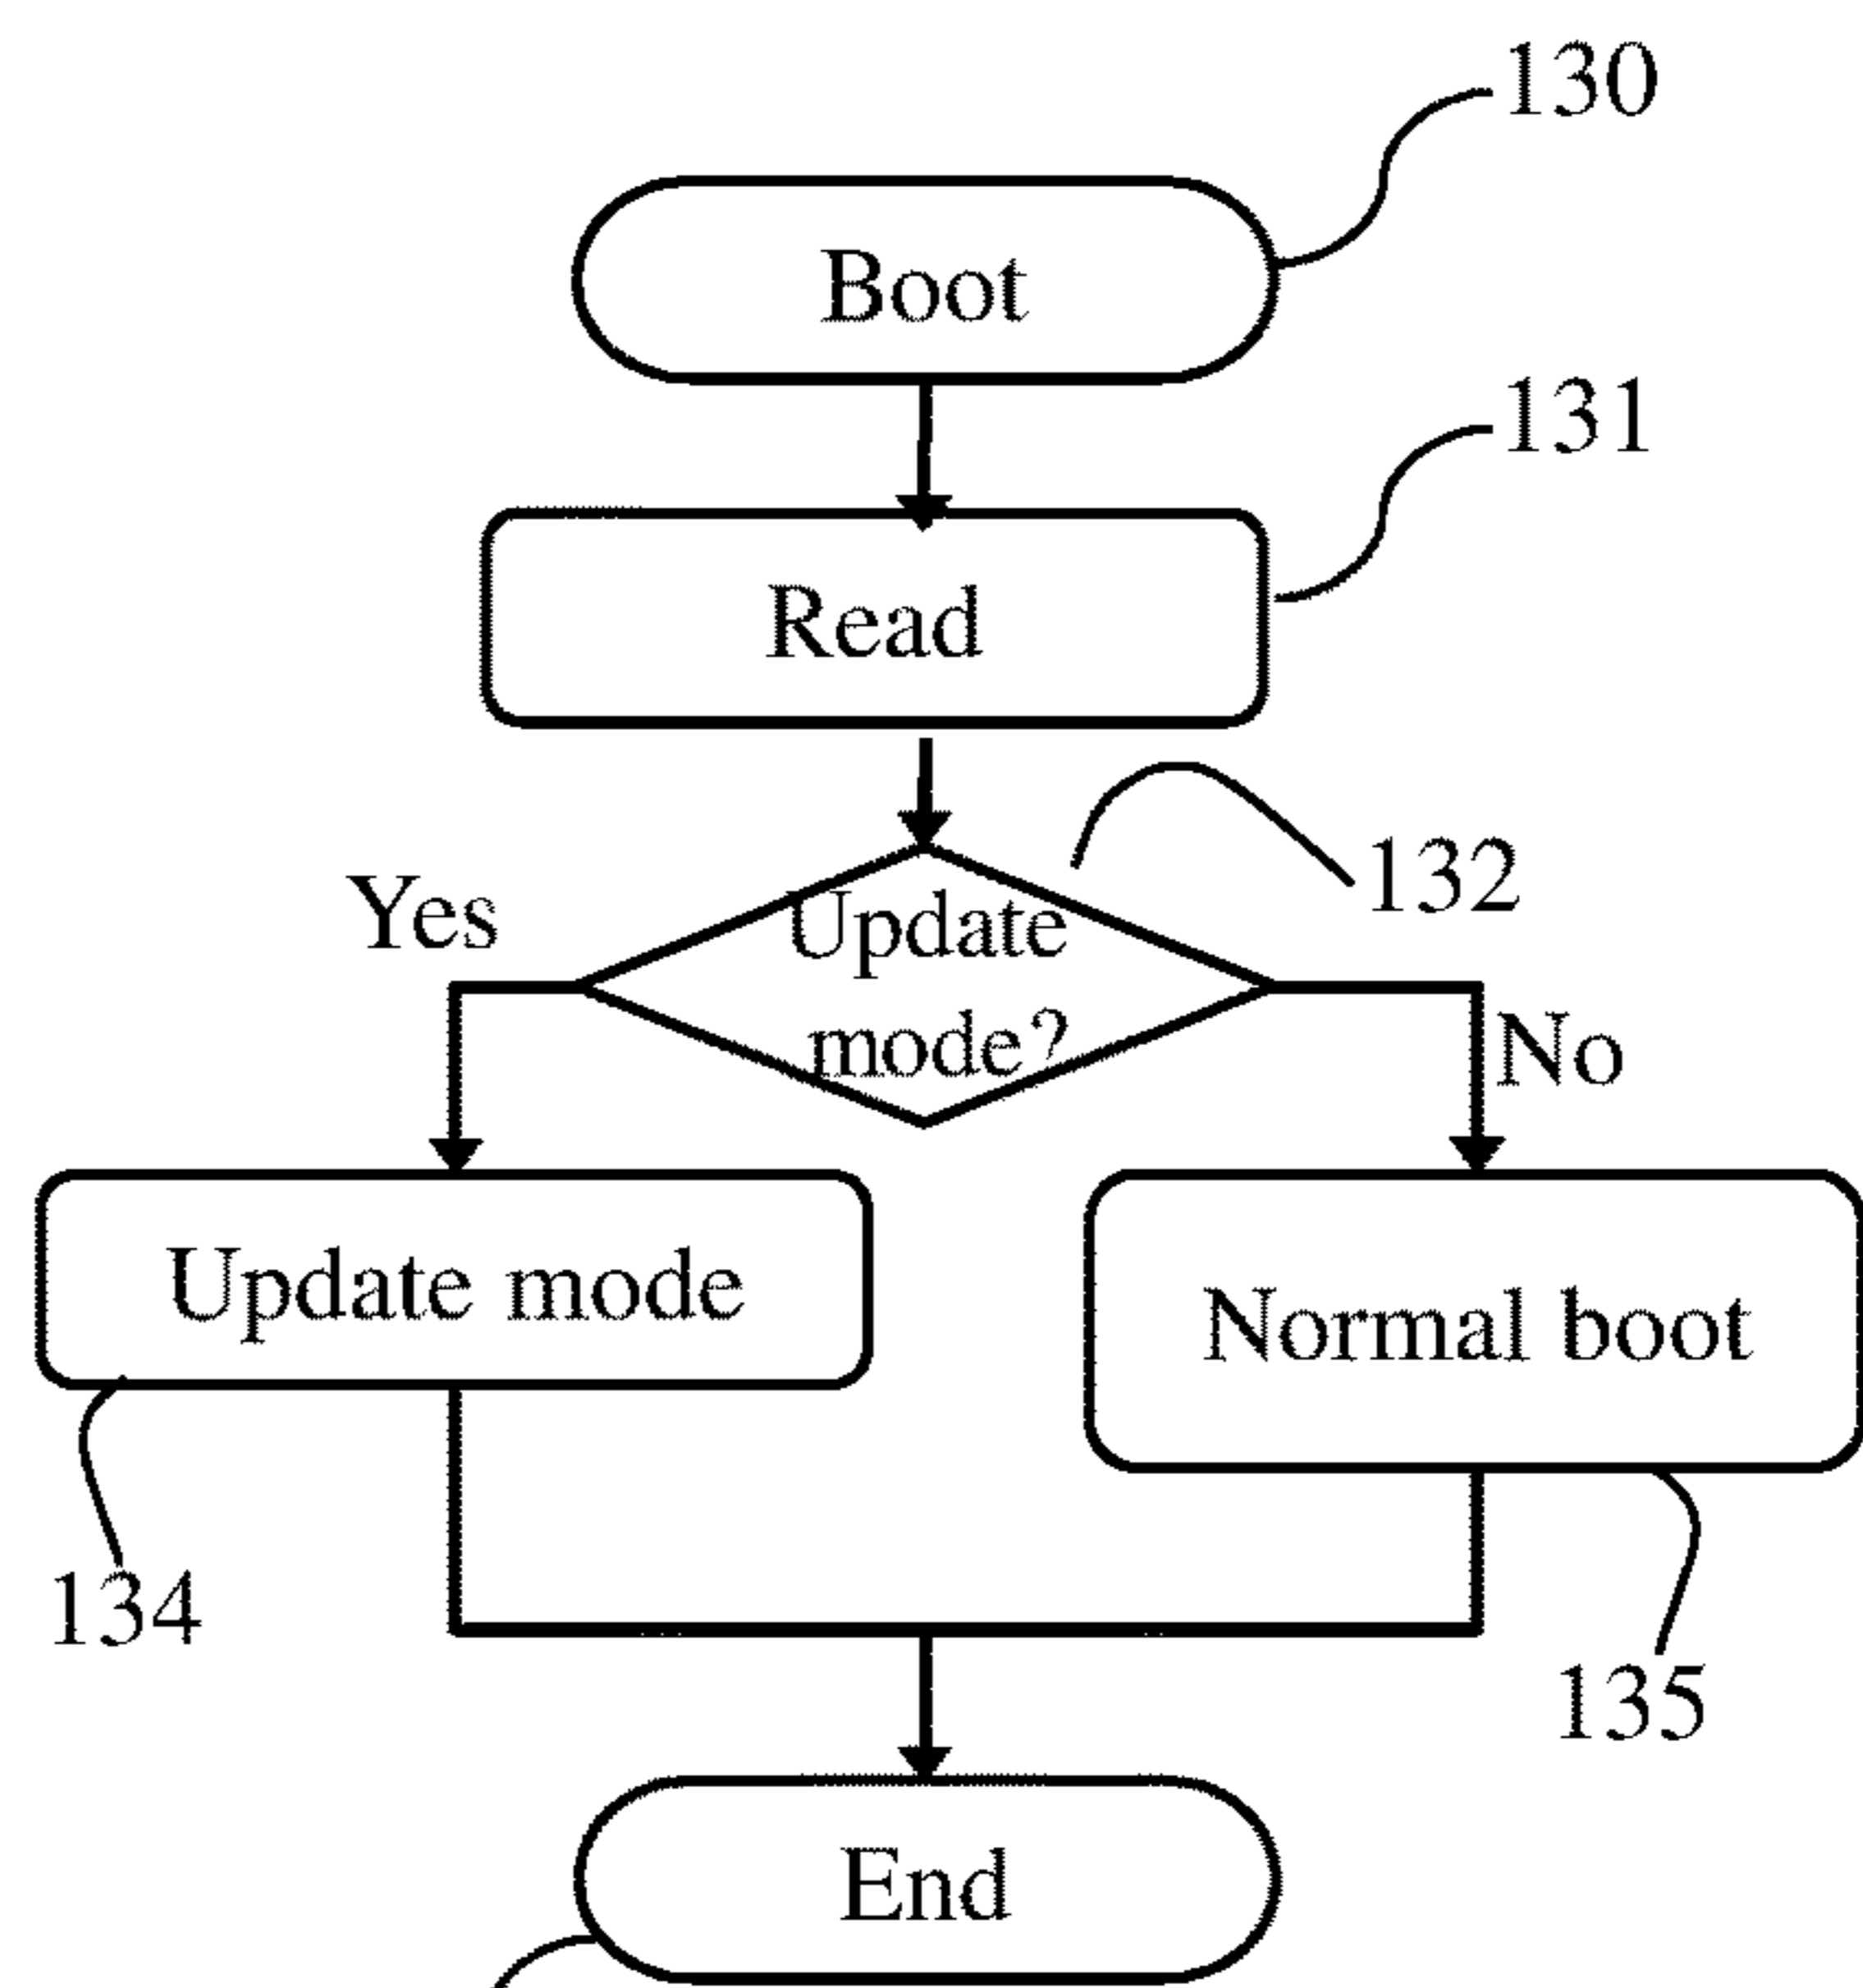 130
Boot
131
Read
132
Yes
Update
mode?
No
Update mode
Normal boot
134
135
End